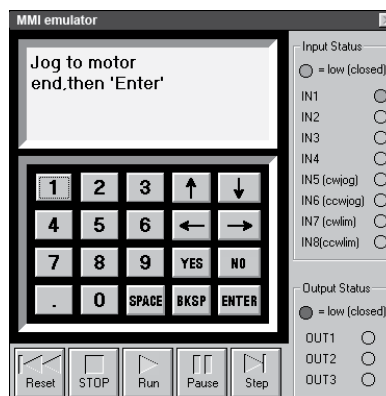 MMI emulator
Jog to motor
end,then 'Enter'
1 2 3
4 5 6
7 8 9 YES NO
. 0 SPACE BKSP ENTER
Reset STOP Run Pause Step
Input Status
= low (closed)
IN1
IN2
IN3
IN4
IN5 (cwjog)
IN6 (ccwjog)
IN7 (cwlim)
IN8(ccwlim)
Output Status
= low (closed)
OUT1
OUT2
OUT3